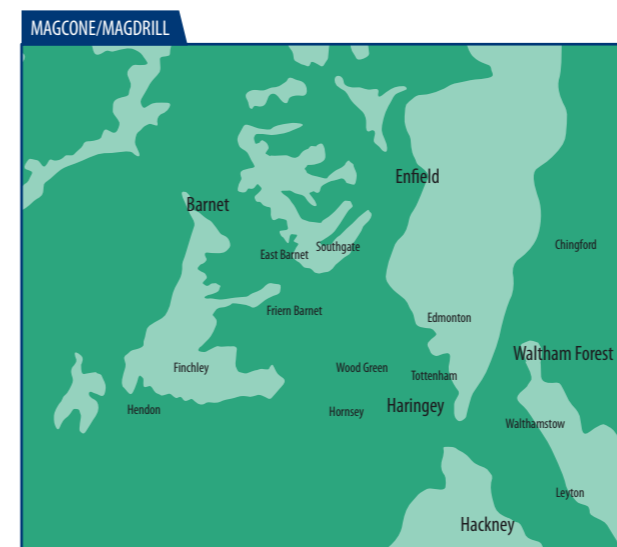 MAGCONE/MAGDRILL
Enfield
Barnet
Chingford
Southgate
East Barnet
Friern Barnet
Edmonton
Waltham Forest
Finchley
Wood Green
Tottenham
Haringey
Hendon
Hornsey
Walthamstow
Leyton
Hackney